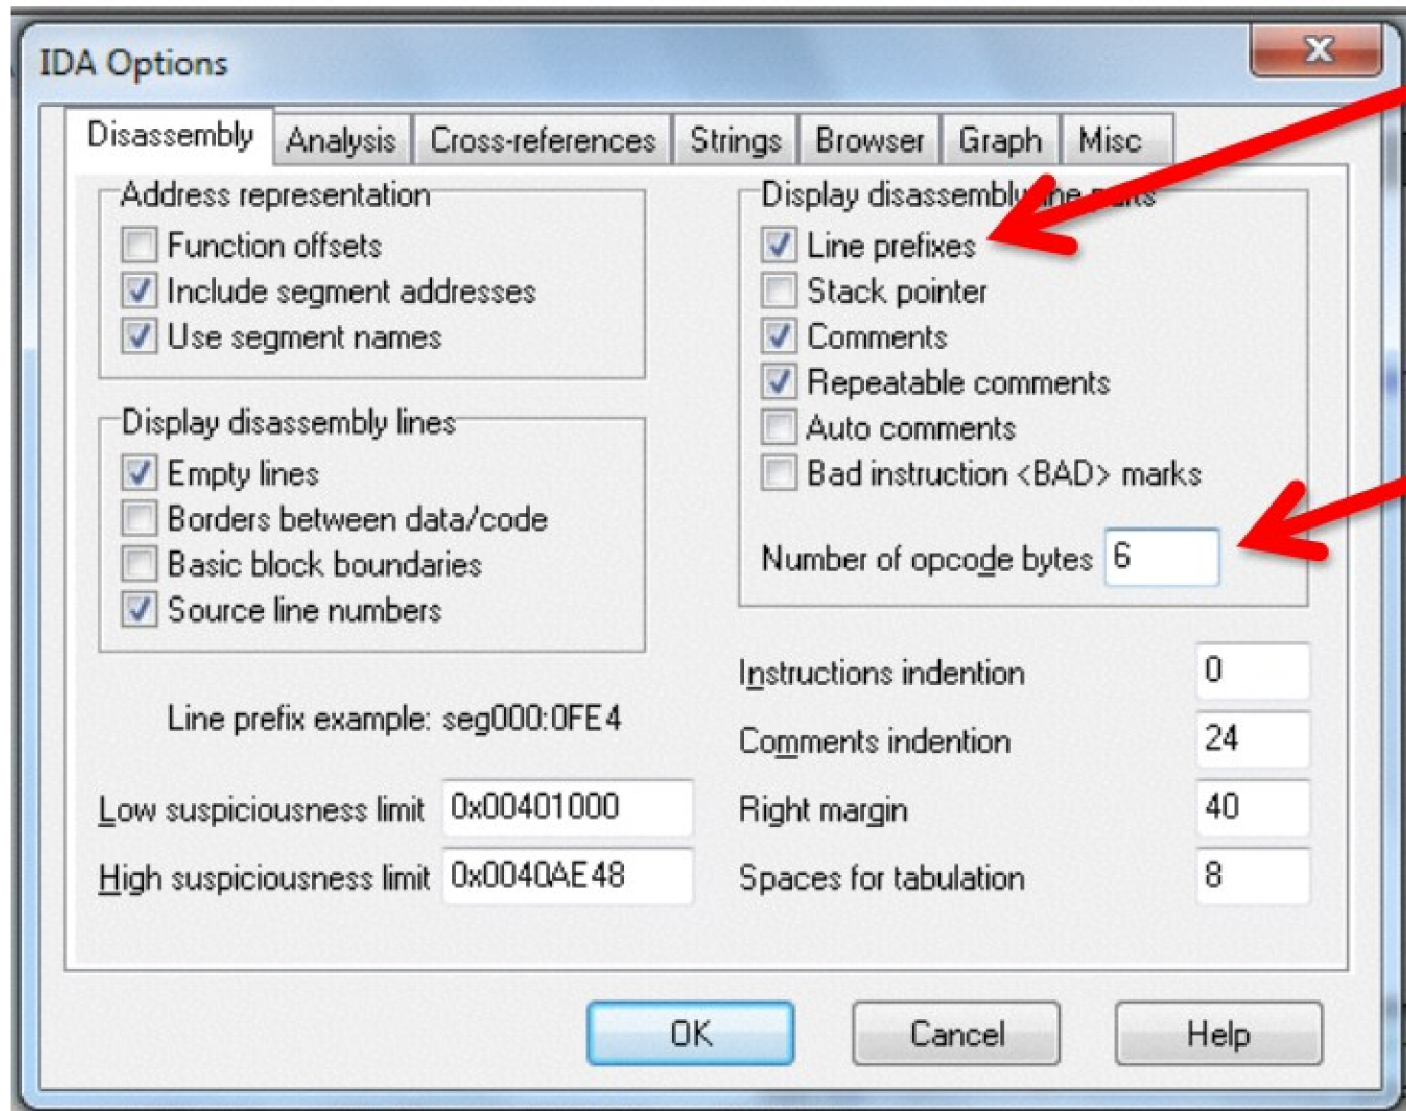 IDA Options
x
Disassembly Analysis Cross-references Strings Browser Graph Misc
Address representation
Function offsets
Include segment addresses
Use segment names
Display disassembly lines
Empty lines
Borders between data/code
Basic block boundaries
Source line numbers
Line prefix example: seg000:0FE4
Low suspiciousness limit 0x00401000
High suspiciousness limit 0x0040AE48
Display disassembly line parts
Line prefixes
Stack pointer
Comments
Repeatable comments
Auto comments
Bad instruction <BAD> marks
Number of opcode bytes 6
Instructions indention 0
Comments indention 24
Right margin 40
Spaces for tabulation 8
OK Cancel Help